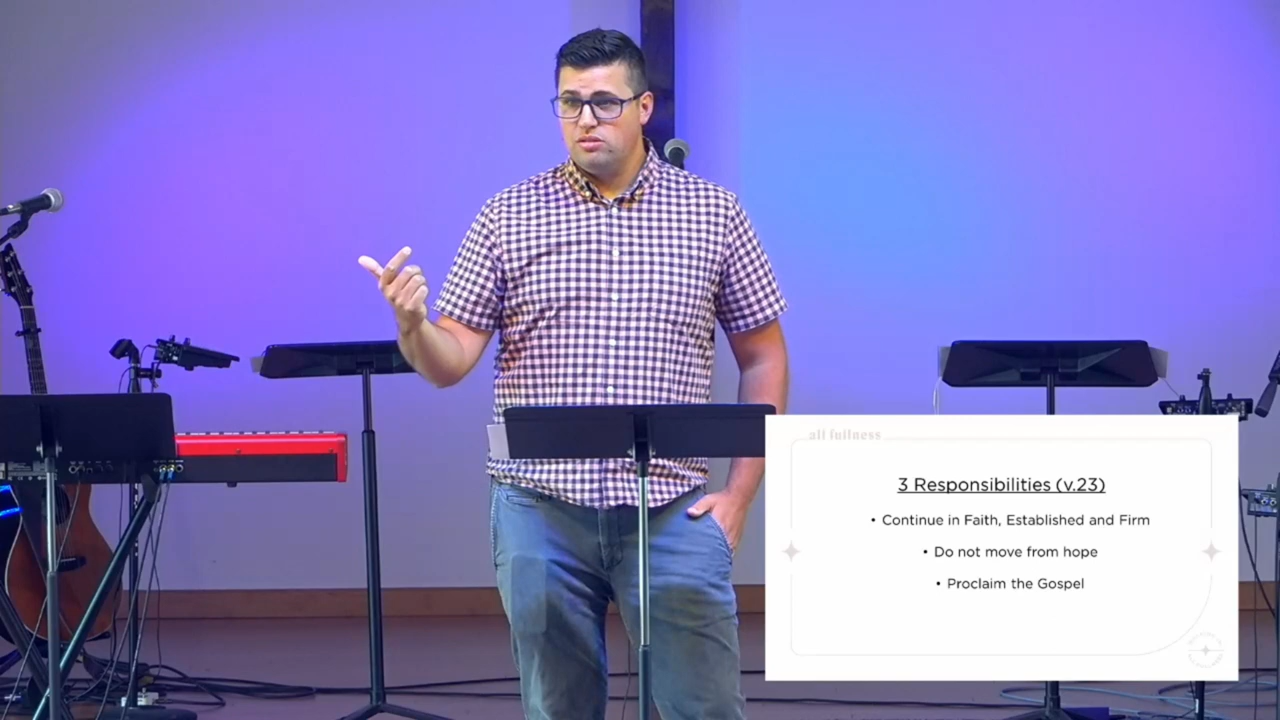 all fullness
3 Responsibilities (v.23)
• Continue in Faith, Established and Firm
• Do not move from hope
• Proclaim the Gospel